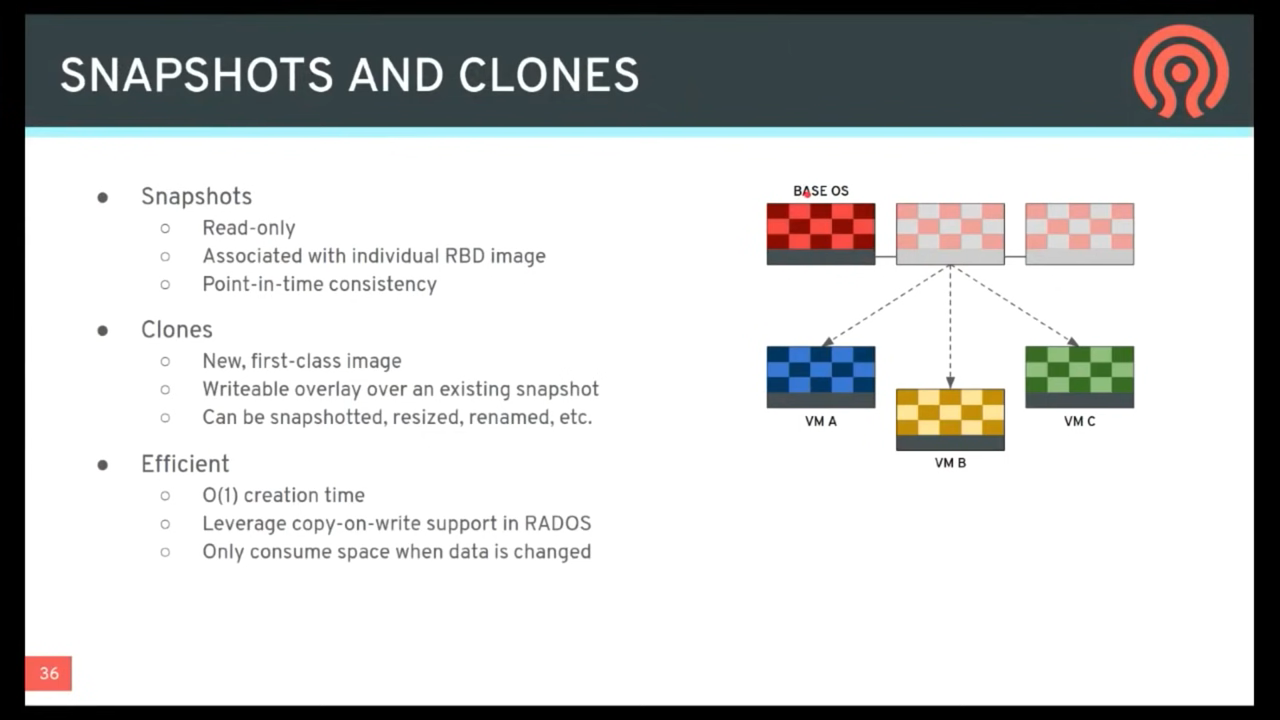 SNAPSHOTS AND CLONES
● Snapshots
○ Read-only
○ Associated with individual RBD image
○ Point-in-time consistency
● Clones
○ New, first-class image
○ Writeable overlay over an existing snapshot
○ Can be snapshotted, resized, renamed, etc.
● Efficient
○ O(1) creation time
○ Leverage copy-on-write support in RADOS
○ Only consume space when data is changed
BASE OS
VM A
VM B
VM C
36